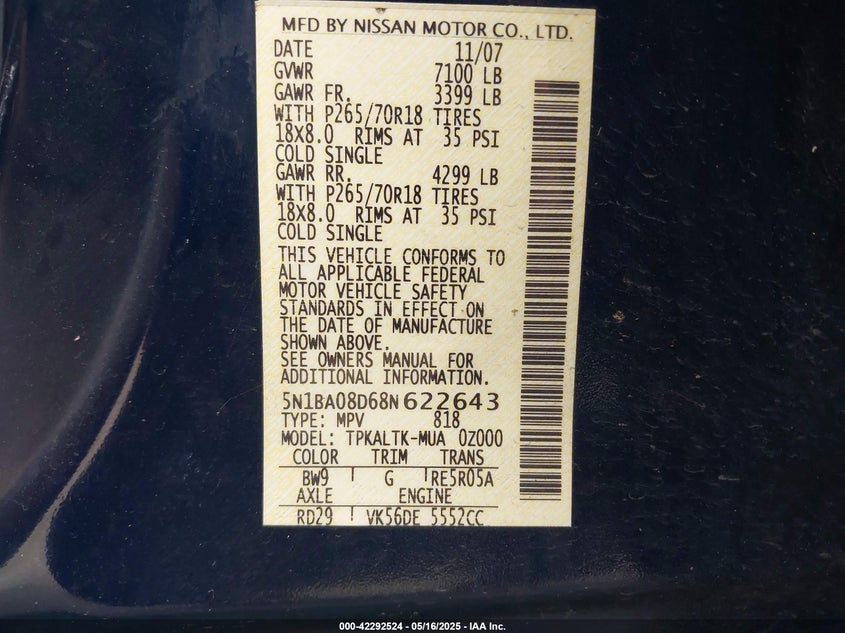 MFD BY NISSAN MOTOR CO., LTD.
DATE 11/07
GVWR 7100 LB
GAWR FR. 3399 LB
WITH P265/70R18 TIRES
18X8.0 RIMS AT 35 PSI
COLD SINGLE
GAWR RR. 4299 LB
WITH P265/70R18 TIRES
18X8.0 RIMS AT 35 PSI
COLD SINGLE
THIS VEHICLE CONFORMS TO
ALL APPLICABLE FEDERAL
MOTOR VEHICLE SAFETY
STANDARDS IN EFFECT ON
THE DATE OF MANUFACTURE
SHOWN ABOVE.
SEE OWNERS MANUAL FOR
ADDITIONAL INFORMATION.
5N1BA08D68N622643
TYPE: MPV 818
MODEL: TPKALTK-MUA 0Z000
COLOR TRIM TRANS
BW9 G RE5R05A
AXLE ENGINE
RD29 VK56DE 5552CC
000-42292524 - 05/16/2025 - IAA Inc.